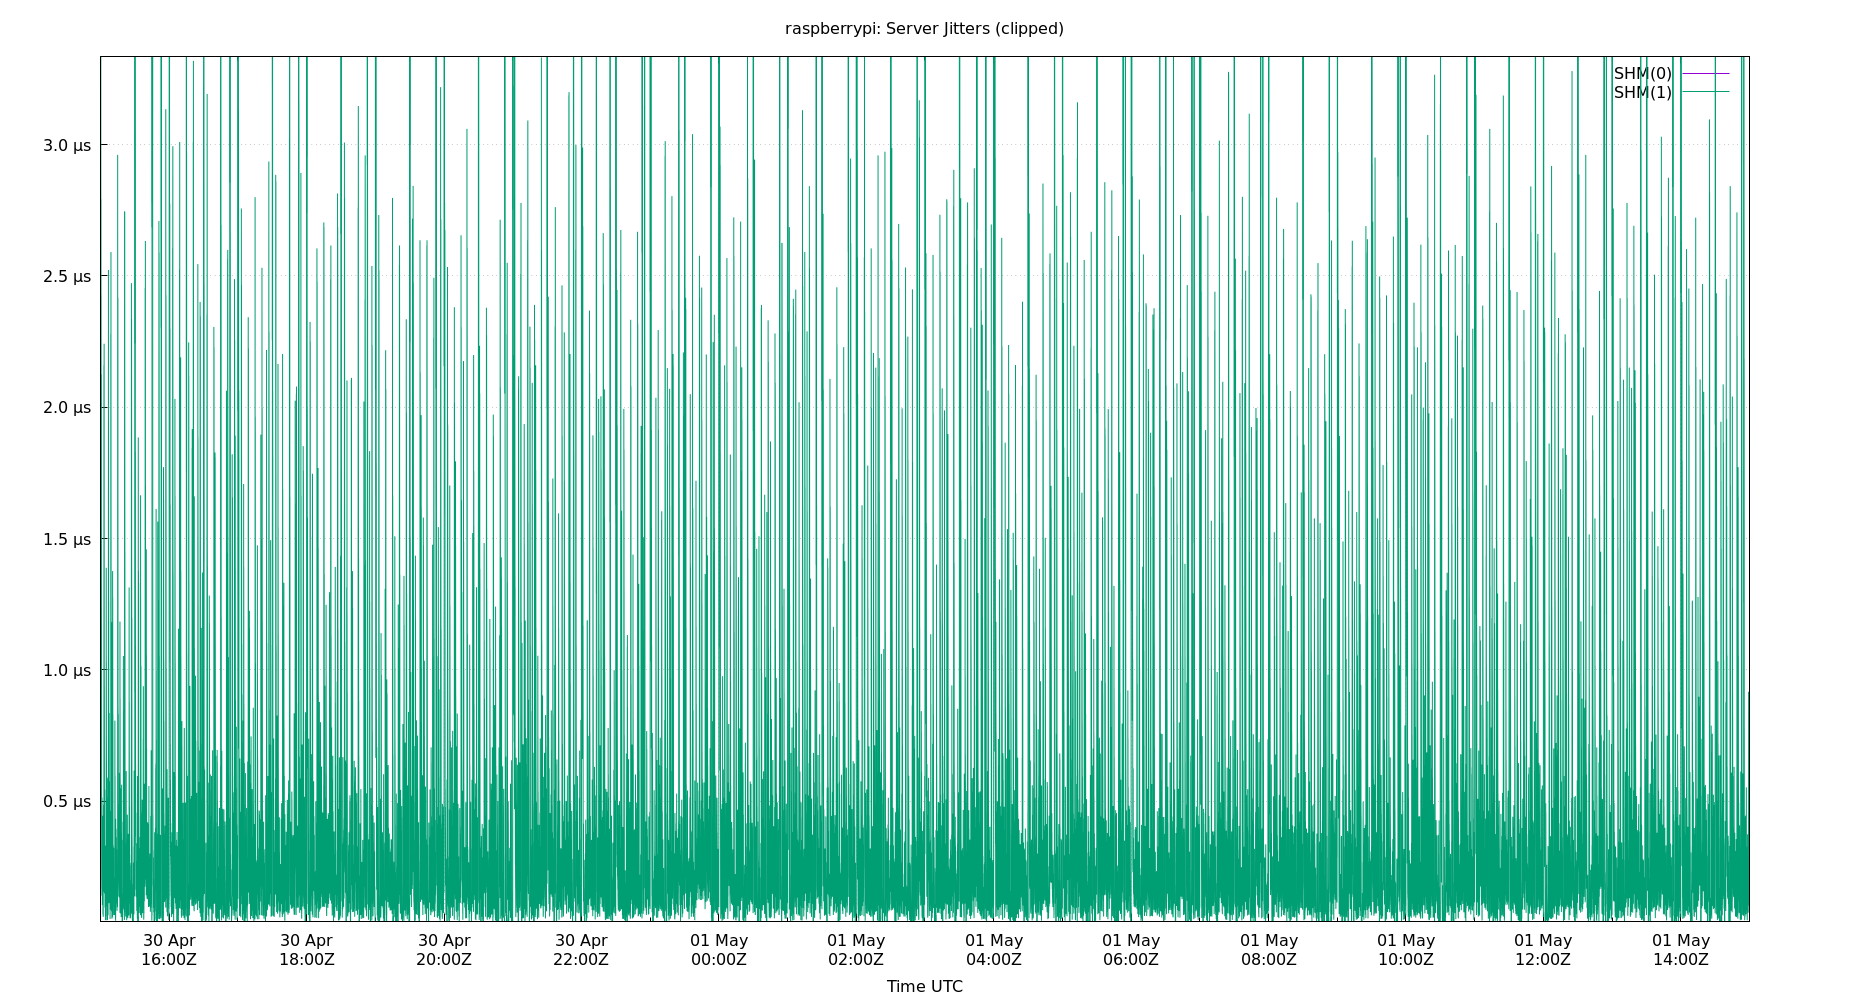 raspberrypi: Server Jitters (clipped)
SHM(0)
SHM(1)
3.0 µs
2.5 µs
2.0 µs
1.5 µs
1.0 µs
0.5 µs
30 Apr 30 Apr 30 Apr 30 Apr 01 May 01 May 01 May 01 May 01 May 01 May 01 May 01 May
16:00Z 18:00Z 20:00Z 22:00Z 00:00Z 02:00Z 04:00Z 06:00Z 08:00Z 10:00Z 12:00Z 14:00Z
Time UTC